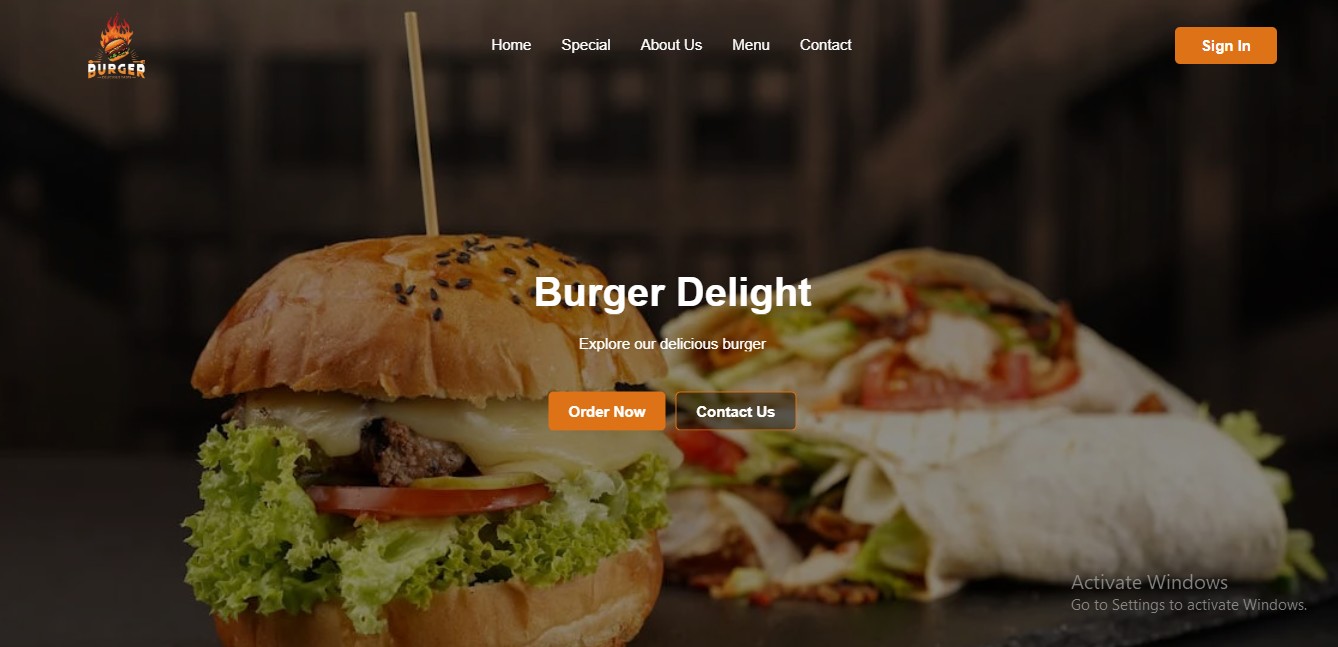 BURGER
Home Special About Us Menu Contact
Sign In
Burger Delight
Explore our delicious burger
Order Now Contact Us
Activate Windows
Go to Settings to activate Windows.